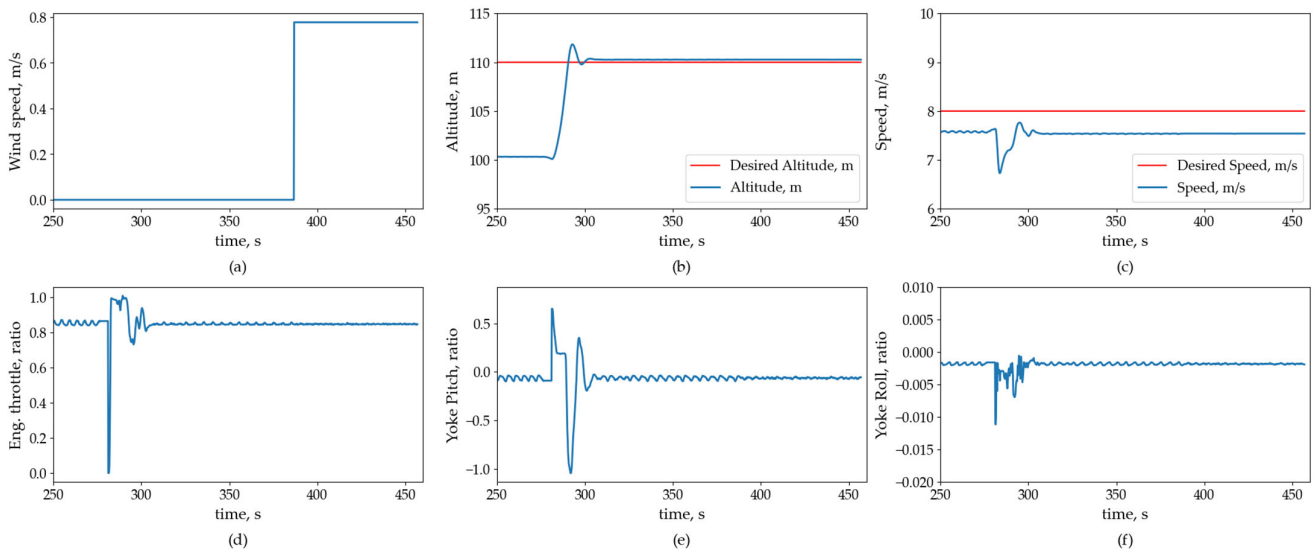 0.8
0.6
0.4
0.2
0.0
Wind speed, m/s
250 300 350 400 450
time, s
(a)
115
110
105
100
95
Altitude, m
Desired Altitude, m
Altitude, m
250 300 350 400 450
time, s
(b)
10
9
8
7
6
Speed, m/s
Desired Speed, m/s
Speed, m/s
250 300 350 400 450
time, s
(c)
1.0
0.8
0.6
0.4
0.2
0.0
Eng. throttle, ratio
250 300 350 400 450
time, s
(d)
0.5
0.0
−0.5
−1.0
Yoke Pitch, ratio
250 300 350 400 450
time, s
(e)
0.010
0.005
0.000
−0.005
−0.010
−0.015
−0.020
Yoke Roll, ratio
250 300 350 400 450
time, s
(f)